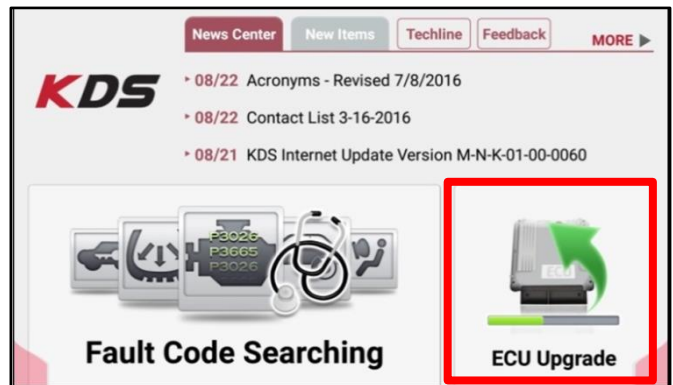 News Center New Items Techline Feedback MORE
KDS
08/22 Acronyms - Revised 7/8/2016
08/22 Contact List 3-16-2016
08/21 KDS Internet Update Version M-N-K-01-00-0060
P3026
P3665
P3026
ECU
Fault Code Searching
ECU Upgrade